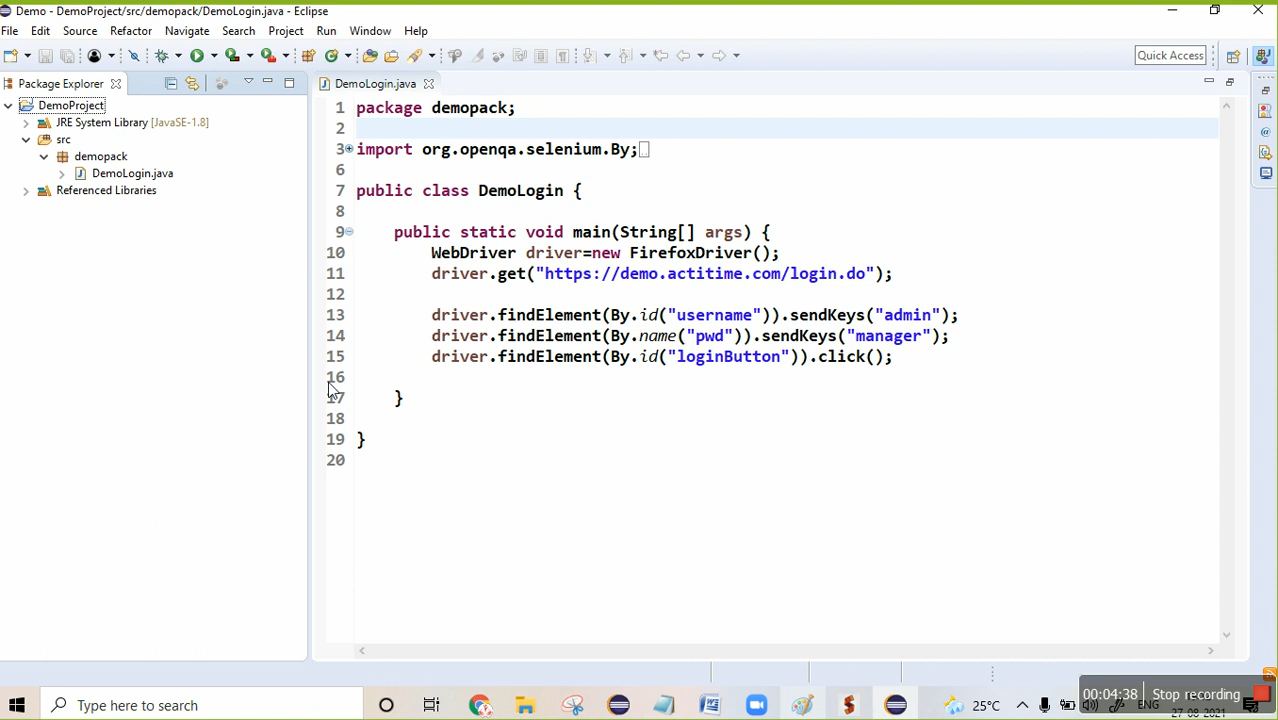 Demo - DemoProject/src/demopack/DemoLogin.java - Eclipse
File Edit Source Refactor Navigate Search Project Run Window Help
Quick Access
Package Explorer
DemoProject
JRE System Library [JavaSE-1.8]
src
demopack
DemoLogin.java
Referenced Libraries
DemoLogin.java
1 package demopack;
2
3 import org.openqa.selenium.By;
6
7 public class DemoLogin {
8
9 public static void main(String[] args) {
10 WebDriver driver=new FirefoxDriver();
11 driver.get("https://demo.actitime.com/login.do");
12
13 driver.findElement(By.id("username")).sendKeys("admin");
14 driver.findElement(By.name("pwd")).sendKeys("manager");
15 driver.findElement(By.id("loginButton")).click();
16
17 }
18
19 }
20
Type here to search
25°C
ENG
27-08-2021
00:04:38 Stop recording